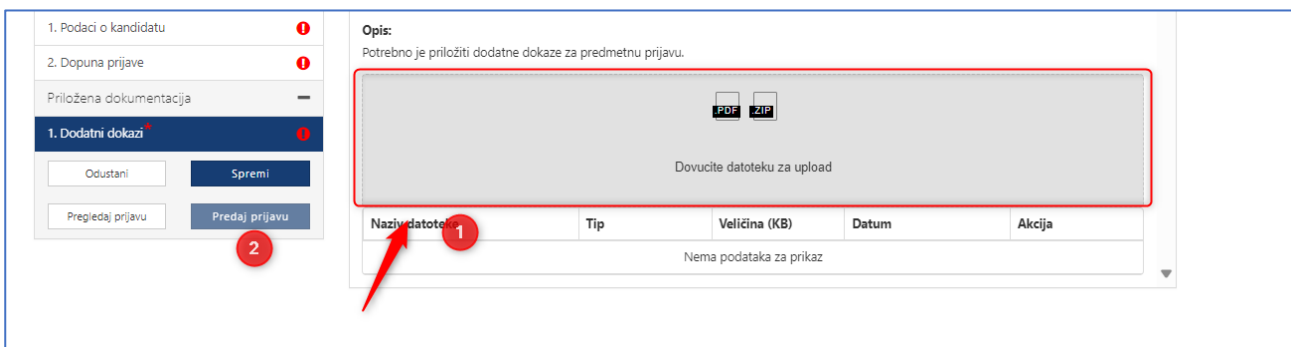 1. Podaci o kandidatu
2. Dopuna prijave
Priložena dokumentacija
1. Dodatni dokazi*
Odustani Spremi
Pregledaj prijavu Predaj prijavu
2
Opis:
Potrebno je priložiti dodatne dokaze za predmetnu prijavu.
.PDF .ZIP
Dovucite datoteku za upload
Naziv datoteke Tip Veličina (KB) Datum Akcija
1
Nema podataka za prikaz